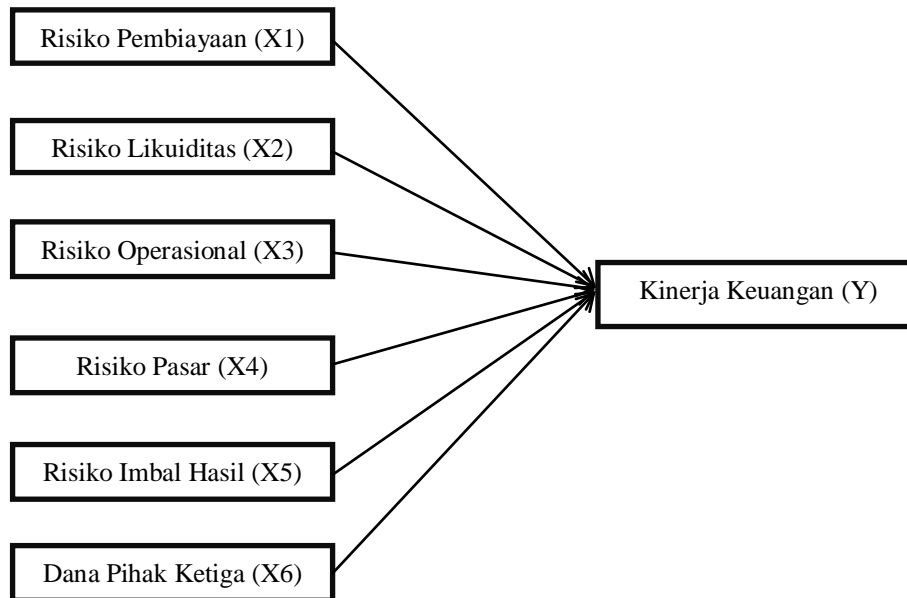 Risiko Pembiayaan (X1)
Risiko Likuiditas (X2)
Risiko Operasional (X3)
Kinerja Keuangan (Y)
Risiko Pasar (X4)
Risiko Imbal Hasil (X5)
Dana Pihak Ketiga (X6)